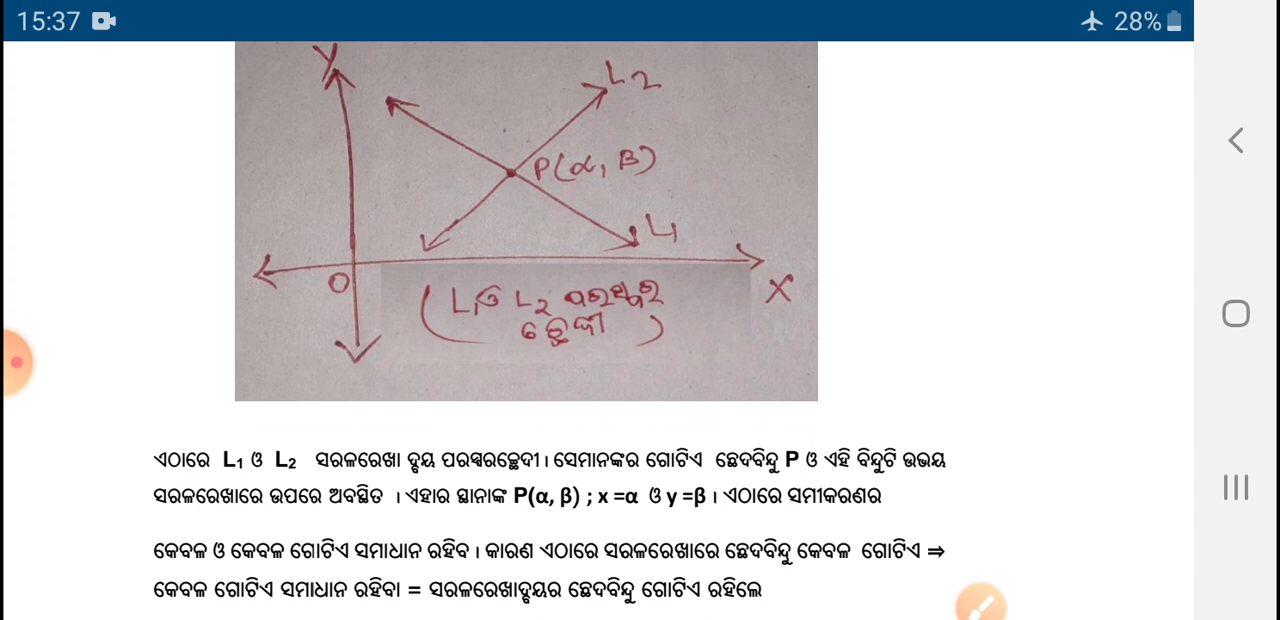 15:37
28%
Y
L2
P(α, β)
L1
O
X
(L1ଓ L2 ପରସ୍ପର
ଛେଦୀ)
ଏଠାରେ L1 ଓ L2 ସରଳରେଖା ଦ୍ବୟ ପରସ୍ପରଚ୍ଛେଦୀ। ସେମାନଙ୍କର ଗୋଟିଏ ଛେଦବିନ୍ଦୁ P ଓ ଏହି ବିନ୍ଦୁଟି ଉଭୟ
ସରଳରେଖାରେ ଉପରେ ଅବସ୍ଥିତ । ଏହାର ସ୍ଥାନାଙ୍କ P(α, β) ; x =α ଓ y =β । ଏଠାରେ ସମୀକରଣର
କେବଳ ଓ କେବଳ ଗୋଟିଏ ସମାଧାନ ରହିବ । କାରଣ ଏଠାରେ ସରଳରେଖାରେ ଛେଦବିନ୍ଦୁ କେବଳ ଗୋଟିଏ ⇒
କେବଳ ଗୋଟିଏ ସମାଧାନ ରହିବା = ସରଳରେଖାଦ୍ବୟର ଛେଦବିନ୍ଦୁ ଗୋଟିଏ ରହିଲେ